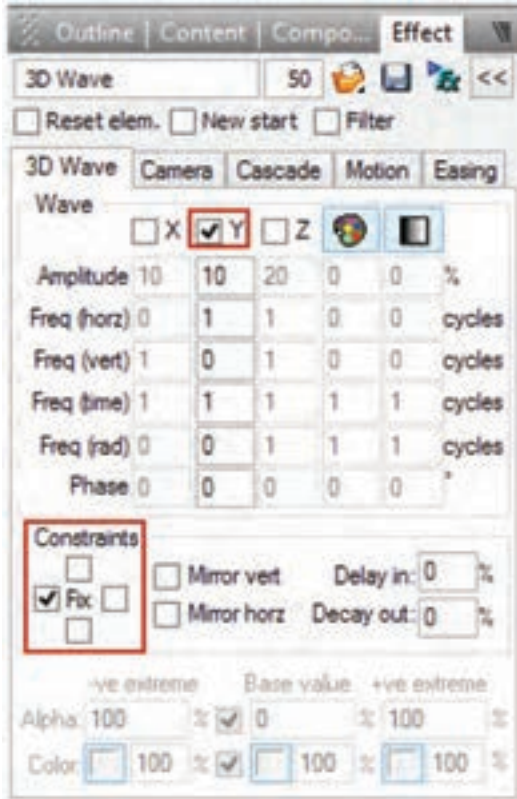 Outline Content Compo... Effect
3D Wave 50 <<
Reset elem. New start Filter
3D Wave Camera Cascade Motion Easing
Wave
X Y Z
Amplitude 10 10 20 0 0 %
Freq (horz) 0 1 1 0 0 cycles
Freq (vert) 1 0 1 0 0 cycles
Freq (time) 1 1 1 1 1 cycles
Freq (rad) 0 0 1 1 1 cycles
Phase 0 0 0 0 0 °
Constraints
Mirror vert Delay in: 0 %
Fix
Mirror horz Decay out: 0 %
-ve extreme Base value +ve extreme
Alpha: 100 % 0 % 100 %
Color: 100 % 100 % 100 %